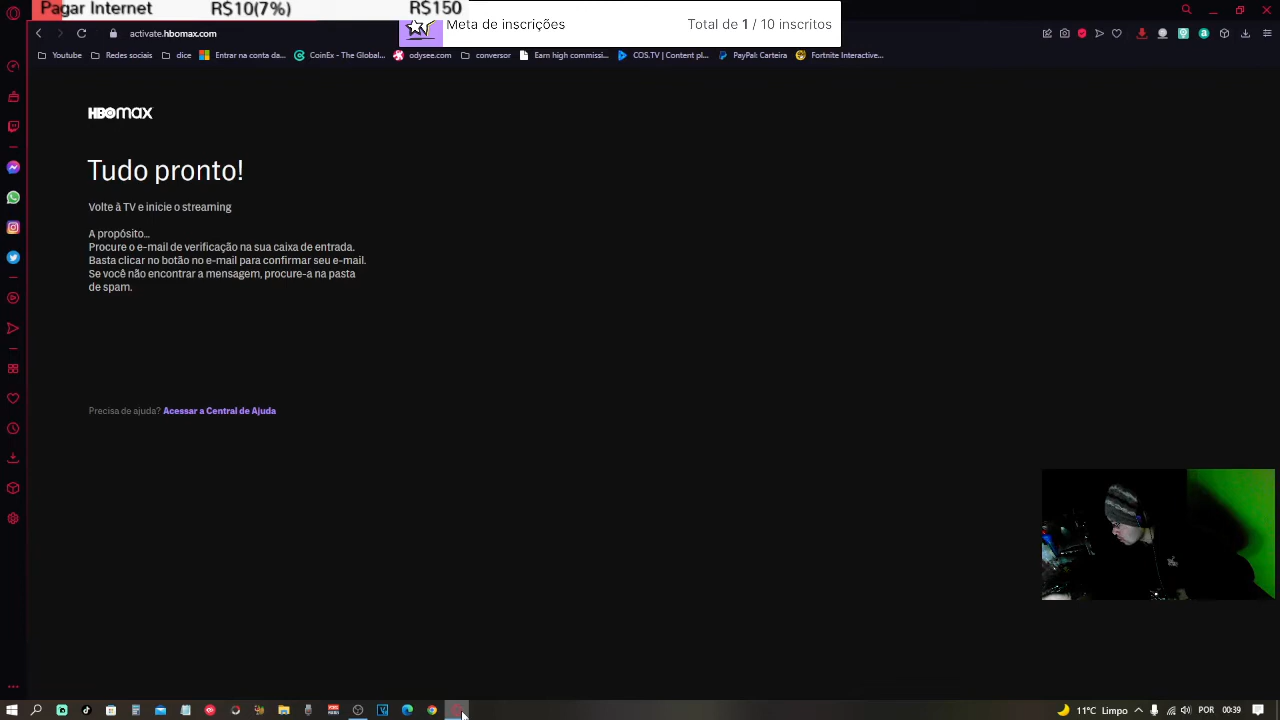 Pagar Internet R$10(7%) R$150
Meta de inscrições Total de 1 / 10 inscritos
activate.hbomax.com
Youtube Redes sociais dice Entrar na conta da... CoinEx - The Global... odysee.com conversor Earn high commissi... COS.TV | Content pl... PayPal: Carteira Fortnite Interactive...
HBOmax
Tudo pronto!
Volte à TV e inicie o streaming
A propósito...
Procure o e-mail de verificação na sua caixa de entrada.
Basta clicar no botão no e-mail para confirmar seu e-mail.
Se você não encontrar a mensagem, procure-a na pasta
de spam.
Precisa de ajuda? Acessar a Central de Ajuda
11°C Limpo POR 00:39